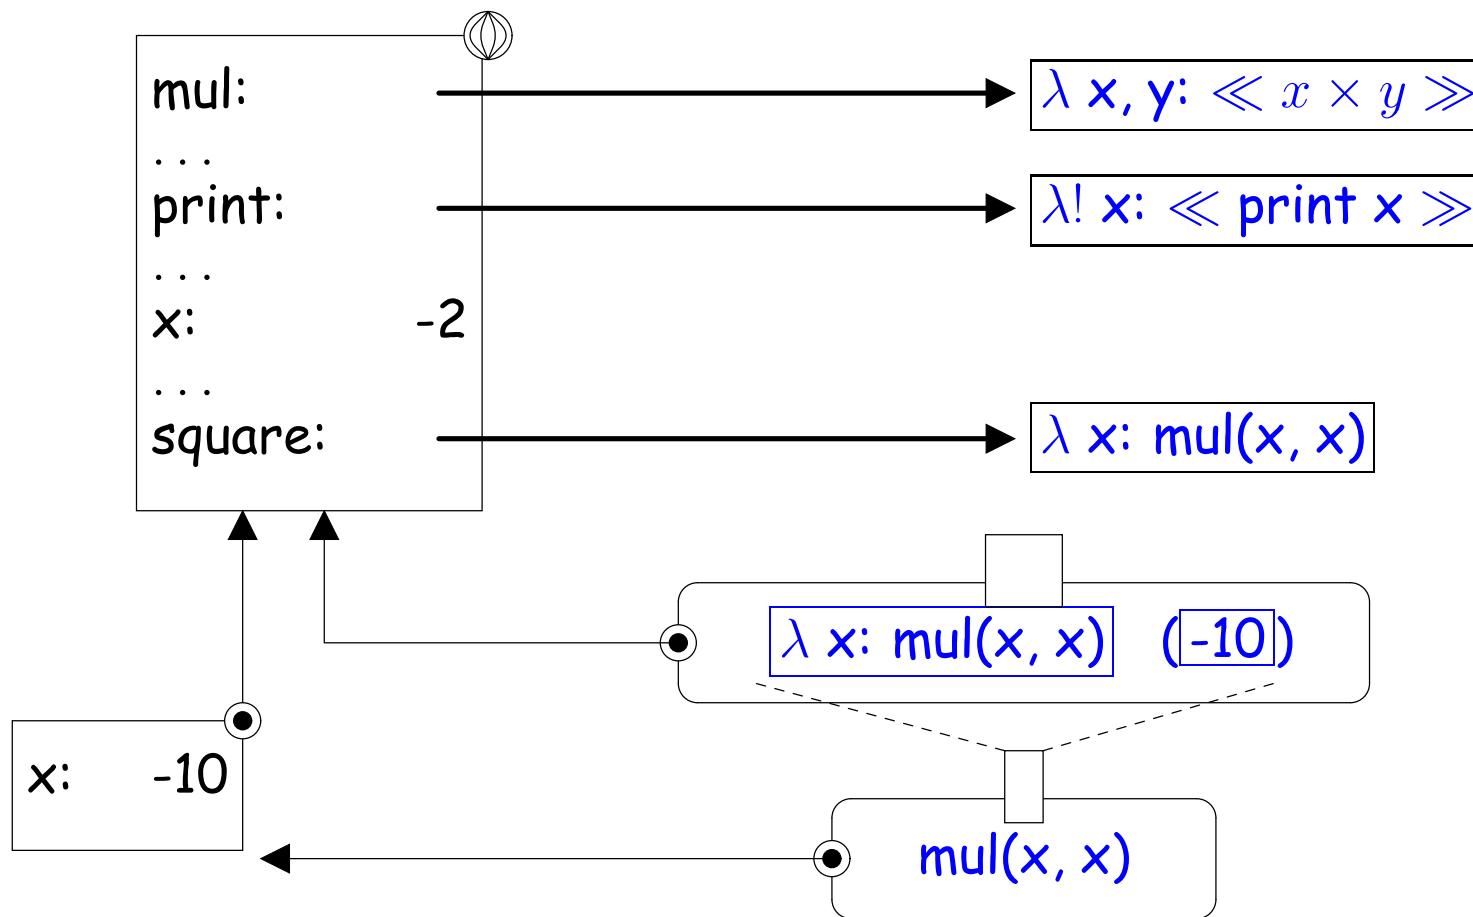 mul:
λ x, y: ≪ x × y ≫
. . .
print:
λ! x: ≪ print x ≫
. . .
x: -2
. . .
square:
λ x: mul(x, x)
λ x: mul(x, x) (-10)
x: -10
mul(x, x)